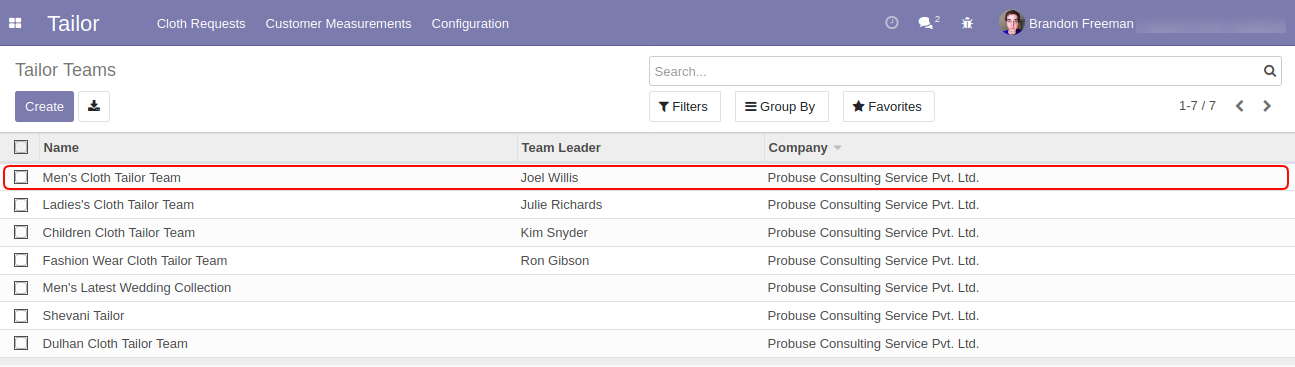 Tailor Cloth Requests Customer Measurements Configuration 2 Brandon Freeman
Tailor Teams Search...
Create Filters Group By Favorites 1-7 / 7
Name Team Leader Company
Men's Cloth Tailor Team Joel Willis Probuse Consulting Service Pvt. Ltd.
Ladies's Cloth Tailor Team Julie Richards Probuse Consulting Service Pvt. Ltd.
Children Cloth Tailor Team Kim Snyder Probuse Consulting Service Pvt. Ltd.
Fashion Wear Cloth Tailor Team Ron Gibson Probuse Consulting Service Pvt. Ltd.
Men's Latest Wedding Collection Probuse Consulting Service Pvt. Ltd.
Shevani Tailor Probuse Consulting Service Pvt. Ltd.
Dulhan Cloth Tailor Team Probuse Consulting Service Pvt. Ltd.